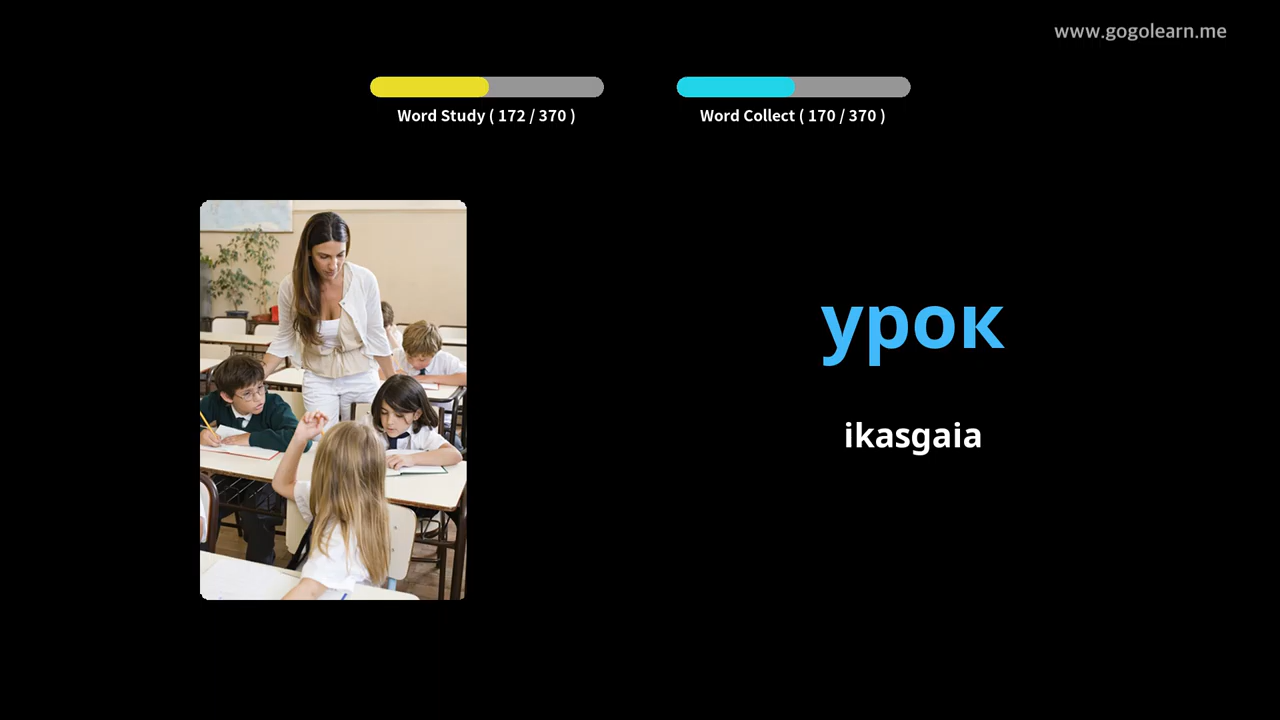 www.gogolearn.me
Word Study ( 172 / 370 )
Word Collect ( 170 / 370 )
урок
ikasgaia